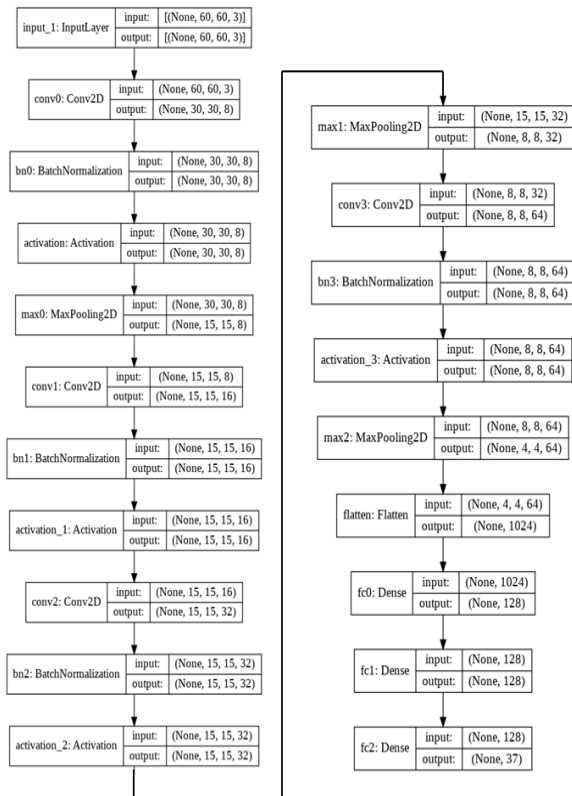 input_1: InputLayer
input: [(None, 60, 60, 3)]
output: [(None, 60, 60, 3)]
conv0: Conv2D
input: (None, 60, 60, 3)
output: (None, 30, 30, 8)
bn0: BatchNormalization
input: (None, 30, 30, 8)
output: (None, 30, 30, 8)
activation: Activation
input: (None, 30, 30, 8)
output: (None, 30, 30, 8)
max0: MaxPooling2D
input: (None, 30, 30, 8)
output: (None, 15, 15, 8)
conv1: Conv2D
input: (None, 15, 15, 8)
output: (None, 15, 15, 16)
bn1: BatchNormalization
input: (None, 15, 15, 16)
output: (None, 15, 15, 16)
activation_1: Activation
input: (None, 15, 15, 16)
output: (None, 15, 15, 16)
conv2: Conv2D
input: (None, 15, 15, 16)
output: (None, 15, 15, 32)
bn2: BatchNormalization
input: (None, 15, 15, 32)
output: (None, 15, 15, 32)
activation_2: Activation
input: (None, 15, 15, 32)
output: (None, 15, 15, 32)
max1: MaxPooling2D
input: (None, 15, 15, 32)
output: (None, 8, 8, 32)
conv3: Conv2D
input: (None, 8, 8, 32)
output: (None, 8, 8, 64)
bn3: BatchNormalization
input: (None, 8, 8, 64)
output: (None, 8, 8, 64)
activation_3: Activation
input: (None, 8, 8, 64)
output: (None, 8, 8, 64)
max2: MaxPooling2D
input: (None, 8, 8, 64)
output: (None, 4, 4, 64)
flatten: Flatten
input: (None, 4, 4, 64)
output: (None, 1024)
fc0: Dense
input: (None, 1024)
output: (None, 128)
fc1: Dense
input: (None, 128)
output: (None, 128)
fc2: Dense
input: (None, 128)
output: (None, 37)